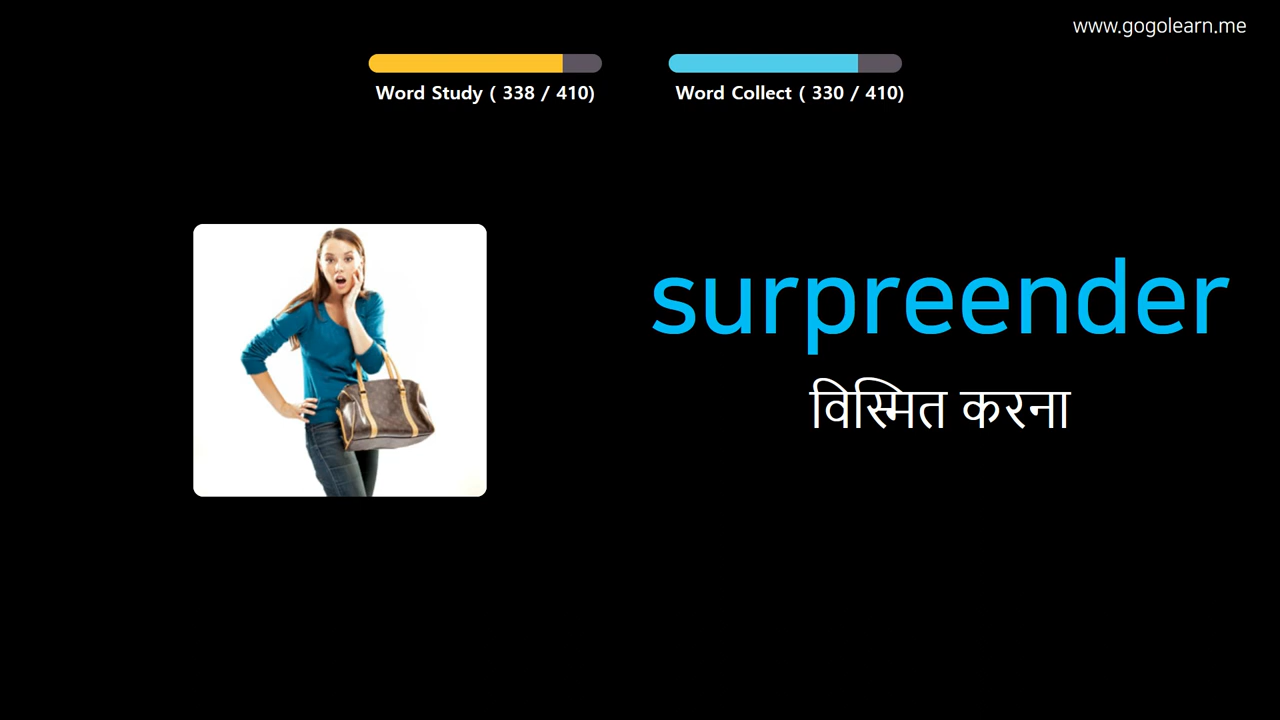 www.gogolearn.me
Word Study ( 338 / 410)
Word Collect ( 330 / 410)
surpreender
विस्मित करना